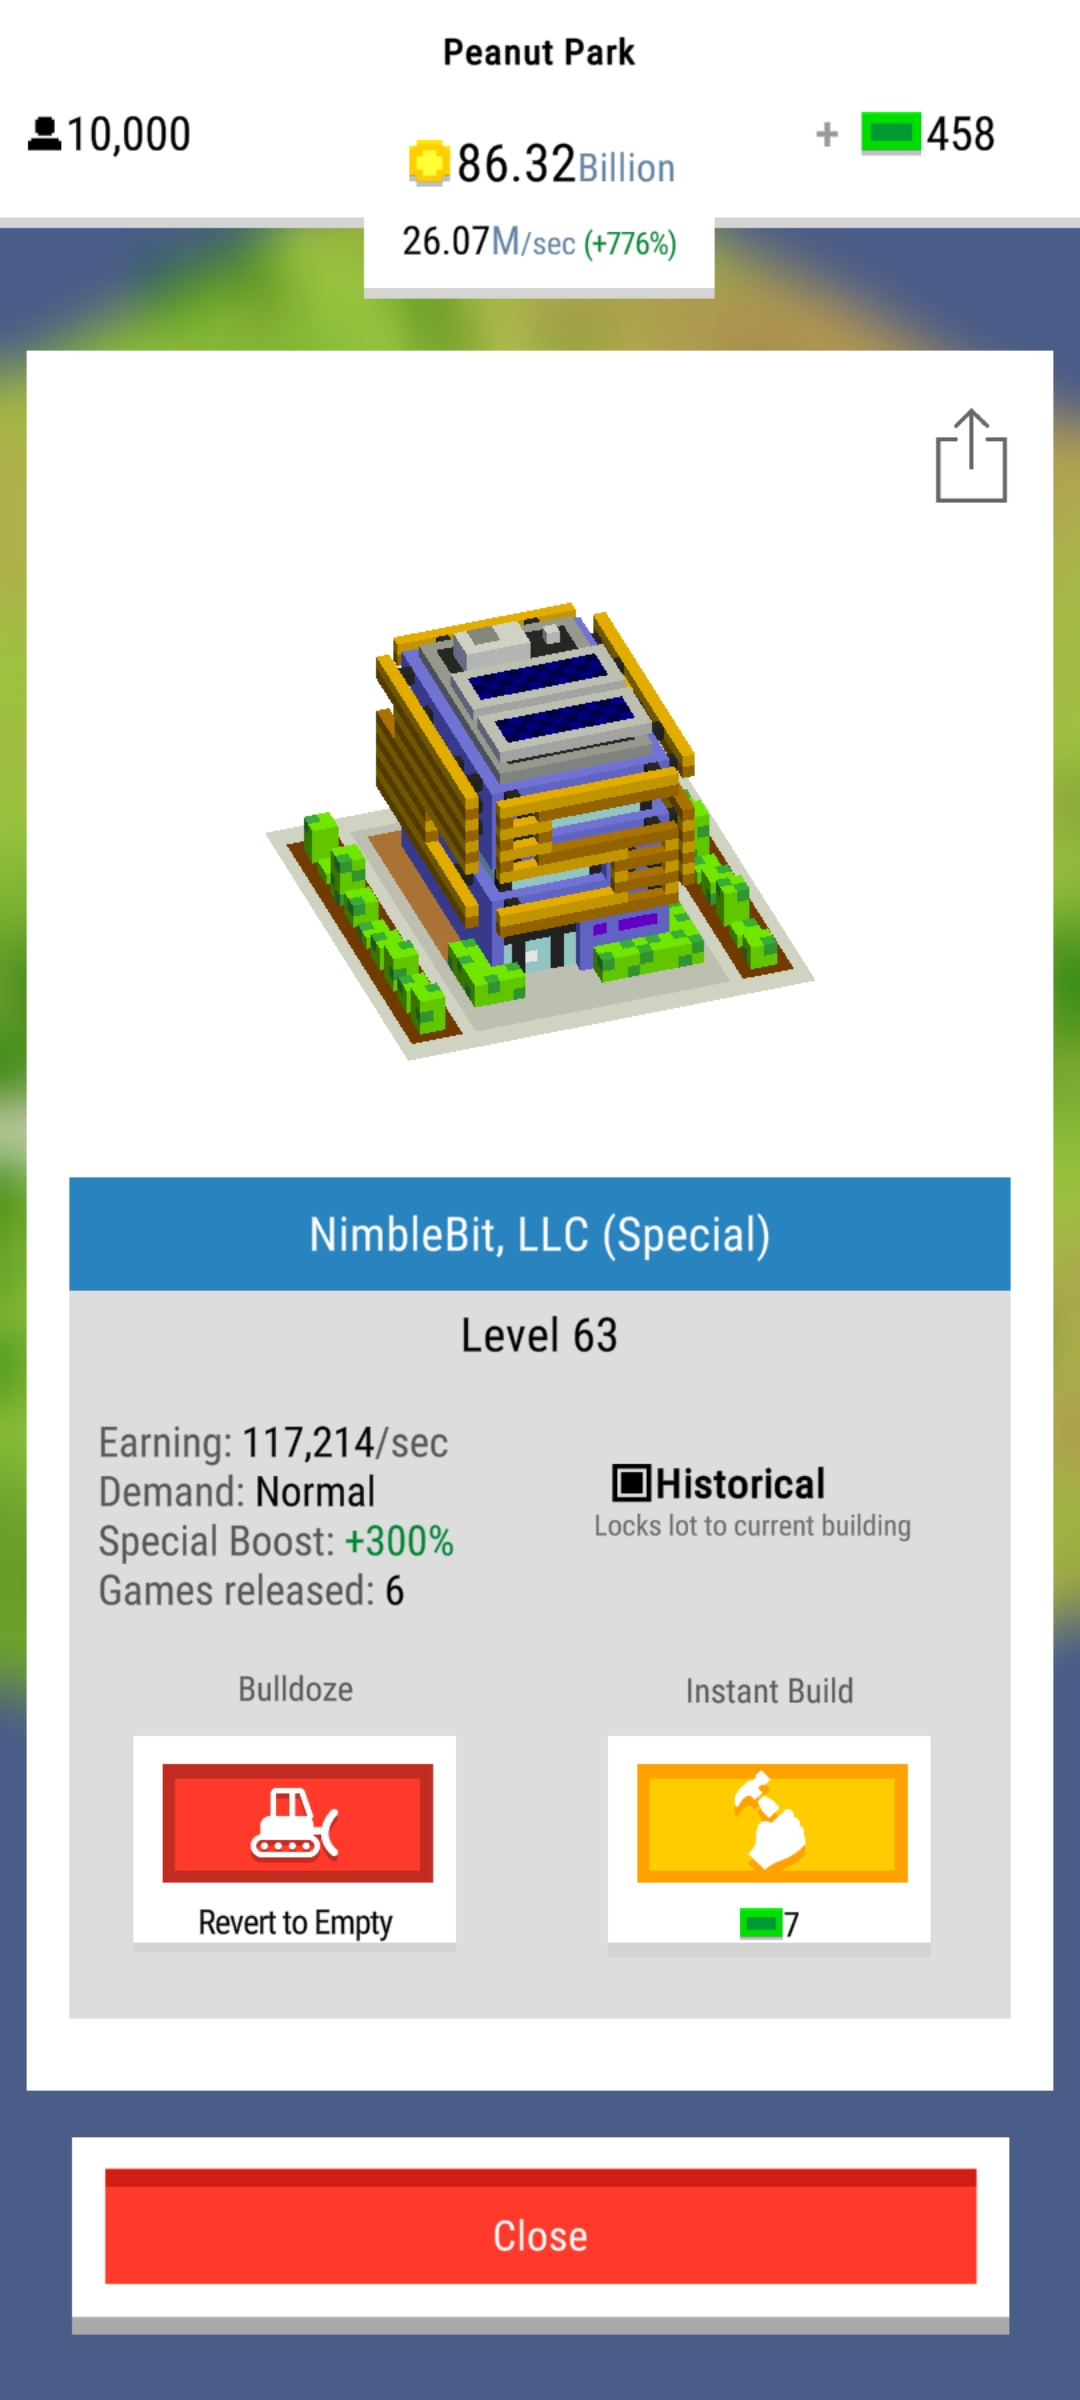 Peanut Park
10,000
86.32Billion
+ 458
26.07M/sec (+776%)
NimbleBit, LLC (Special)
Level 63
Earning: 117,214/sec
Demand: Normal
Special Boost: +300%
Games released: 6
Historical
Locks lot to current building
Bulldoze
Revert to Empty
Instant Build
7
Close